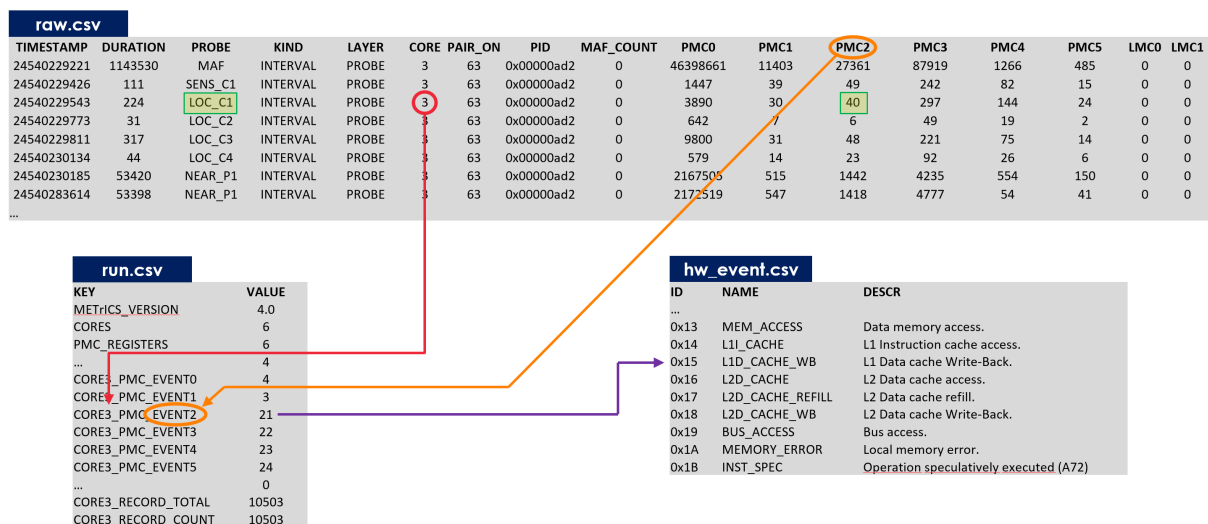 raw.csv
TIMESTAMP DURATION PROBE KIND LAYER CORE PAIR_ON PID MAF_COUNT PMC0 PMC1 PMC2 PMC3 PMC4 PMC5 LMC0 LMC1
24540229221 1143530 MAF INTERVAL PROBE 3 63 0x00000ad2 0 46398661 11403 27361 87919 1266 485 0 0
24540229426 111 SENS_C1 INTERVAL PROBE 3 63 0x00000ad2 0 1447 39 49 242 82 15 0 0
24540229543 224 LOC_C1 INTERVAL PROBE 3 63 0x00000ad2 0 3890 30 40 297 144 24 0 0
24540229773 31 LOC_C2 INTERVAL PROBE 3 63 0x00000ad2 0 642 7 6 49 19 2 0 0
24540229811 317 LOC_C3 INTERVAL PROBE 3 63 0x00000ad2 0 9800 31 48 221 75 14 0 0
24540230134 44 LOC_C4 INTERVAL PROBE 3 63 0x00000ad2 0 579 14 23 92 26 6 0 0
24540230185 53420 NEAR_P1 INTERVAL PROBE 3 63 0x00000ad2 0 2167505 515 1442 4235 554 150 0 0
24540283614 53398 NEAR_P1 INTERVAL PROBE 3 63 0x00000ad2 0 2172519 547 1418 4777 54 41 0 0
...
run.csv
KEY VALUE
METrICS_VERSION 4.0
CORES 6
PMC_REGISTERS 6
... 4
CORE3_PMC_EVENT0 4
CORE3_PMC_EVENT1 3
CORE3_PMC_EVENT2 21
CORE3_PMC_EVENT3 22
CORE3_PMC_EVENT4 23
CORE3_PMC_EVENT5 24
... 0
CORE3_RECORD_TOTAL 10503
CORE3_RECORD_COUNT 10503
hw_event.csv
ID NAME DESCR
...
0x13 MEM_ACCESS Data memory access.
0x14 L1I_CACHE L1 Instruction cache access.
0x15 L1D_CACHE_WB L1 Data cache Write-Back.
0x16 L2D_CACHE L2 Data cache access.
0x17 L2D_CACHE_REFILL L2 Data cache refill.
0x18 L2D_CACHE_WB L2 Data cache Write-Back.
0x19 BUS_ACCESS Bus access.
0x1A MEMORY_ERROR Local memory error.
0x1B INST_SPEC Operation speculatively executed (A72)